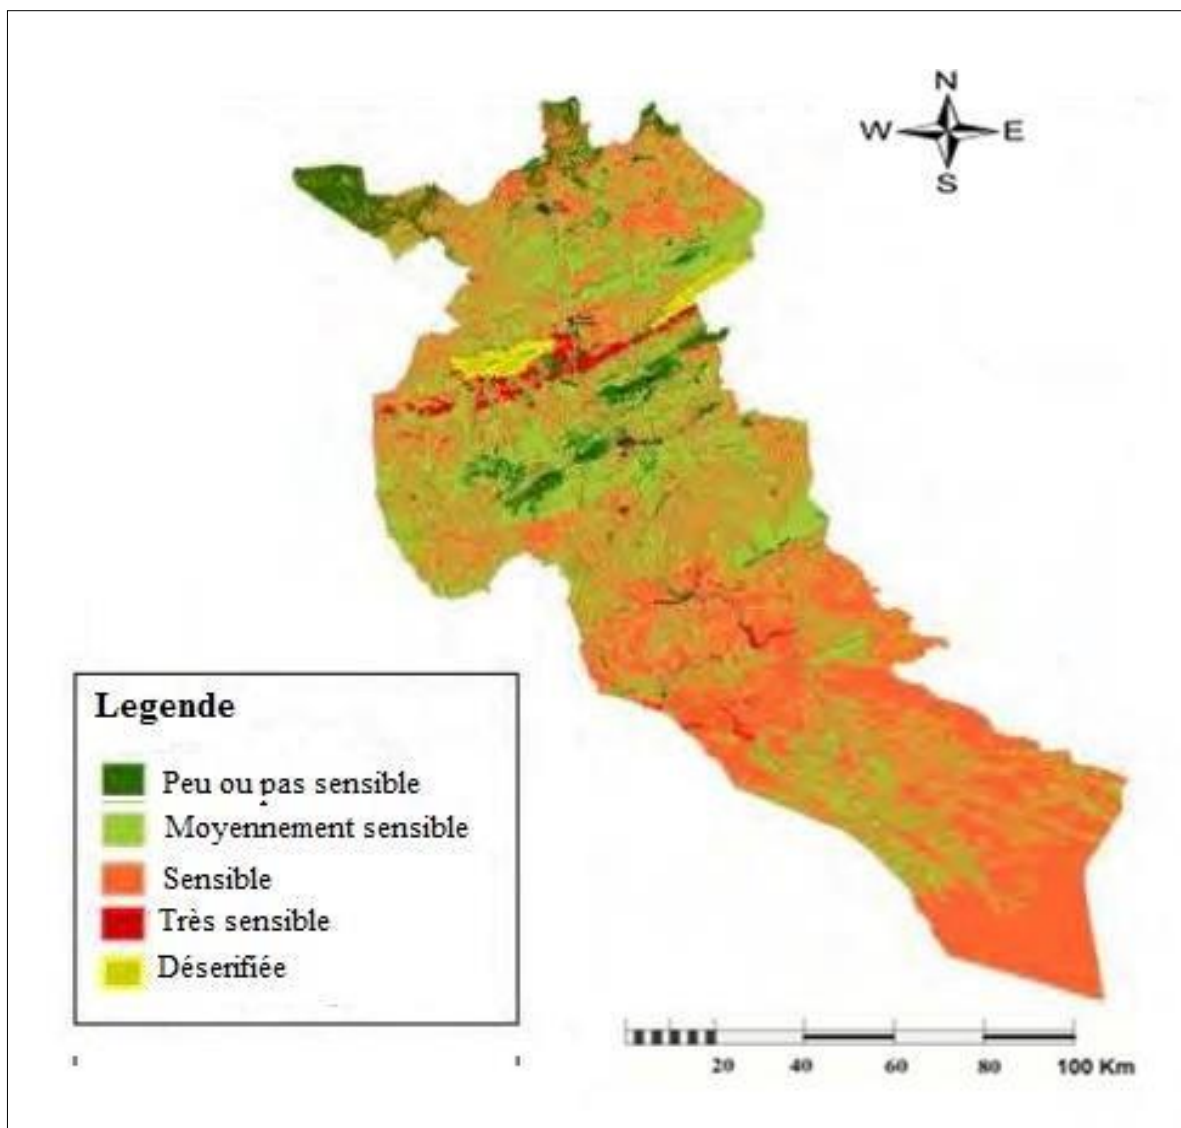 N
W E
S
Legende
Peu ou pas sensible
Moyennement sensible
Sensible
Très sensible
Déserifiée
20 40 60 80 100 Km